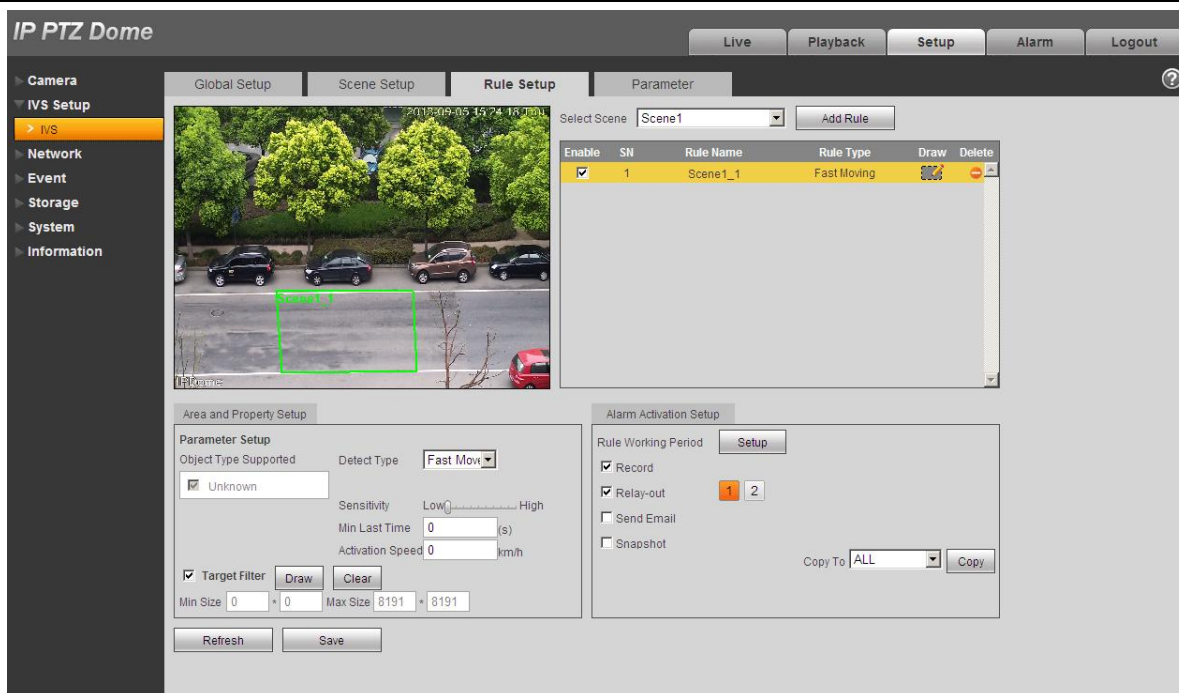 IP PTZ Dome
Live
Playback
Setup
Alarm
Logout
Camera
IVS Setup
> IVS
Network
Event
Storage
System
Information
Global Setup
Scene Setup
Rule Setup
Parameter
?
Scene1_1
IPDome
Select Scene
Scene1
Add Rule
Enable SN Rule Name Rule Type Draw Delete
1 Scene1_1 Fast Moving
Area and Property Setup
Parameter Setup
Object Type Supported
Unknown
Detect Type
Fast Move
Sensitivity Low High
Min Last Time 0 (s)
Activation Speed 0 km/h
Target Filter Draw Clear
Min Size 0 * 0 Max Size 8191 * 8191
Refresh
Save
Alarm Activation Setup
Rule Working Period Setup
Record
Relay-out 1 2
Send Email
Snapshot
Copy To ALL Copy